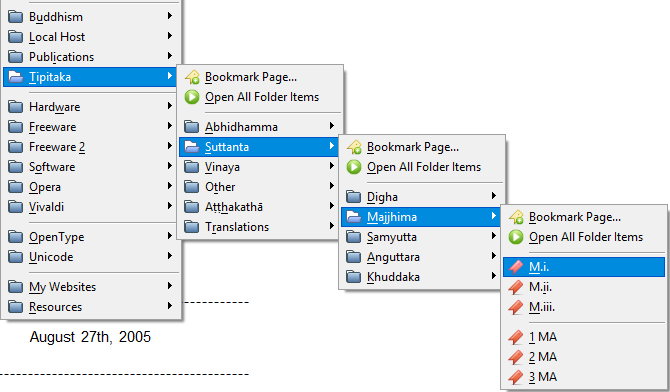 Buddhism
Local Host
Publications
Tipitaka
Hardware
Freeware
Freeware 2
Software
Opera
Vivaldi
OpenType
Unicode
My Websites
Resources
Bookmark Page...
Open All Folder Items
Abhidhamma
Suttanta
Vinaya
Other
Aṭṭhakathā
Translations
Bookmark Page...
Open All Folder Items
Digha
Majjhima
Samyutta
Anguttara
Khuddaka
Bookmark Page...
Open All Folder Items
M.i.
M.ii.
M.iii.
1 MA
2 MA
3 MA
August 27th, 2005